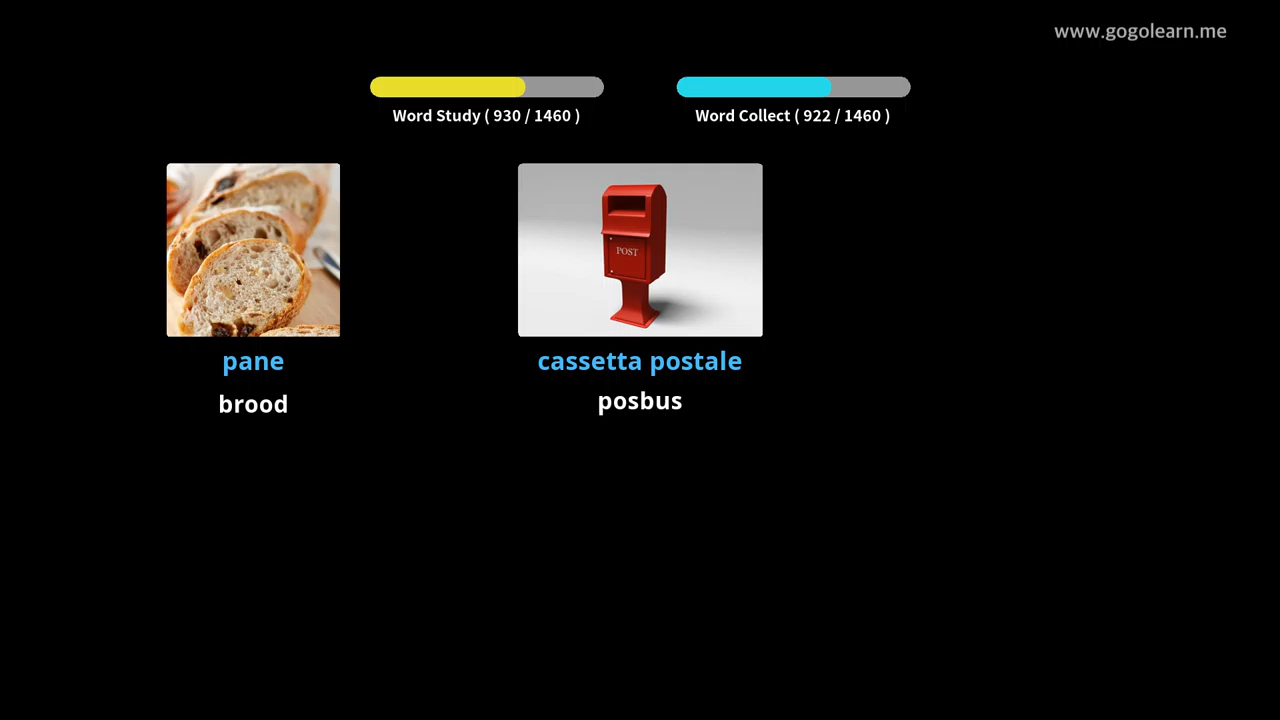 www.gogolearn.me
Word Study ( 930 / 1460 )
Word Collect ( 922 / 1460 )
POST
pane
cassetta postale
brood
posbus